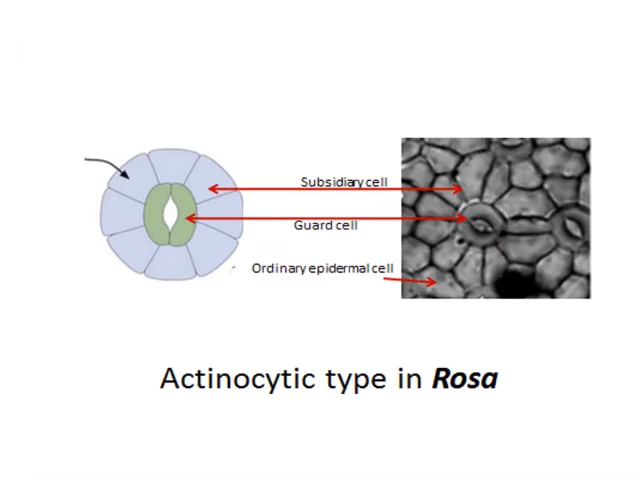 Subsidiary cell
Guard cell
Ordinary epidermal cell
Actinocytic type in Rosa